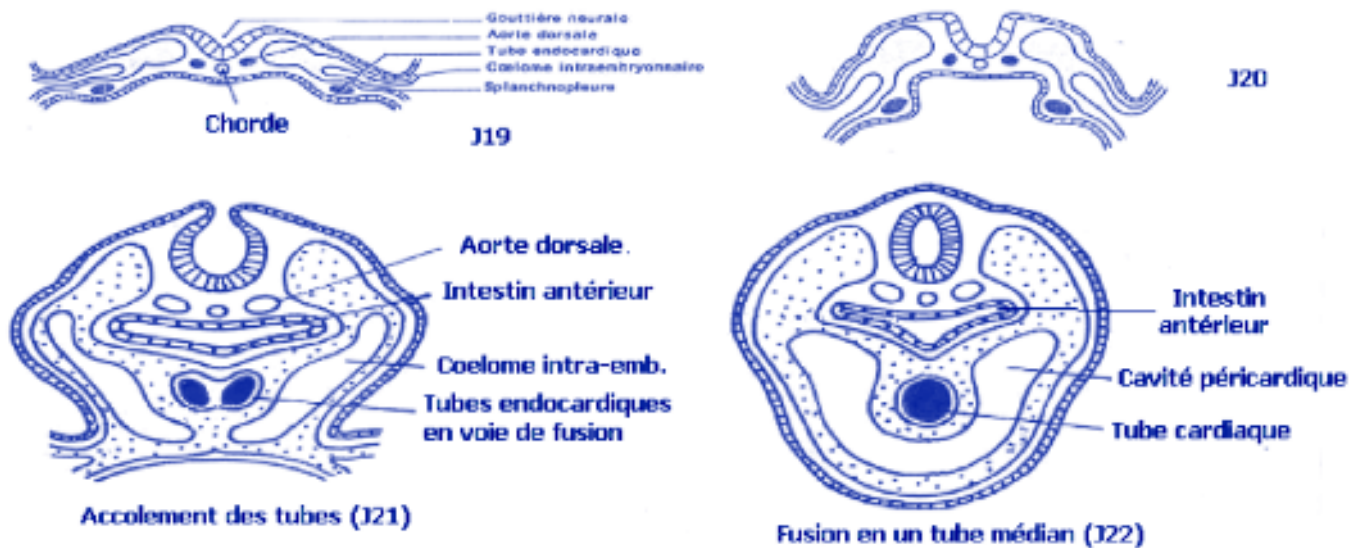 Gouttière neurale
Aorte dorsale
Tube endocardique
Cœlome intraembryonnaire
Splanchnopleure
Chorde
J19
J20
Aorte dorsale.
Intestin antérieur
Coelome intra-emb.
Tubes endocardiques
en voie de fusion
Accolement des tubes (J21)
Intestin
antérieur
Cavité péricardique
Tube cardiaque
Fusion en un tube médian (J22)